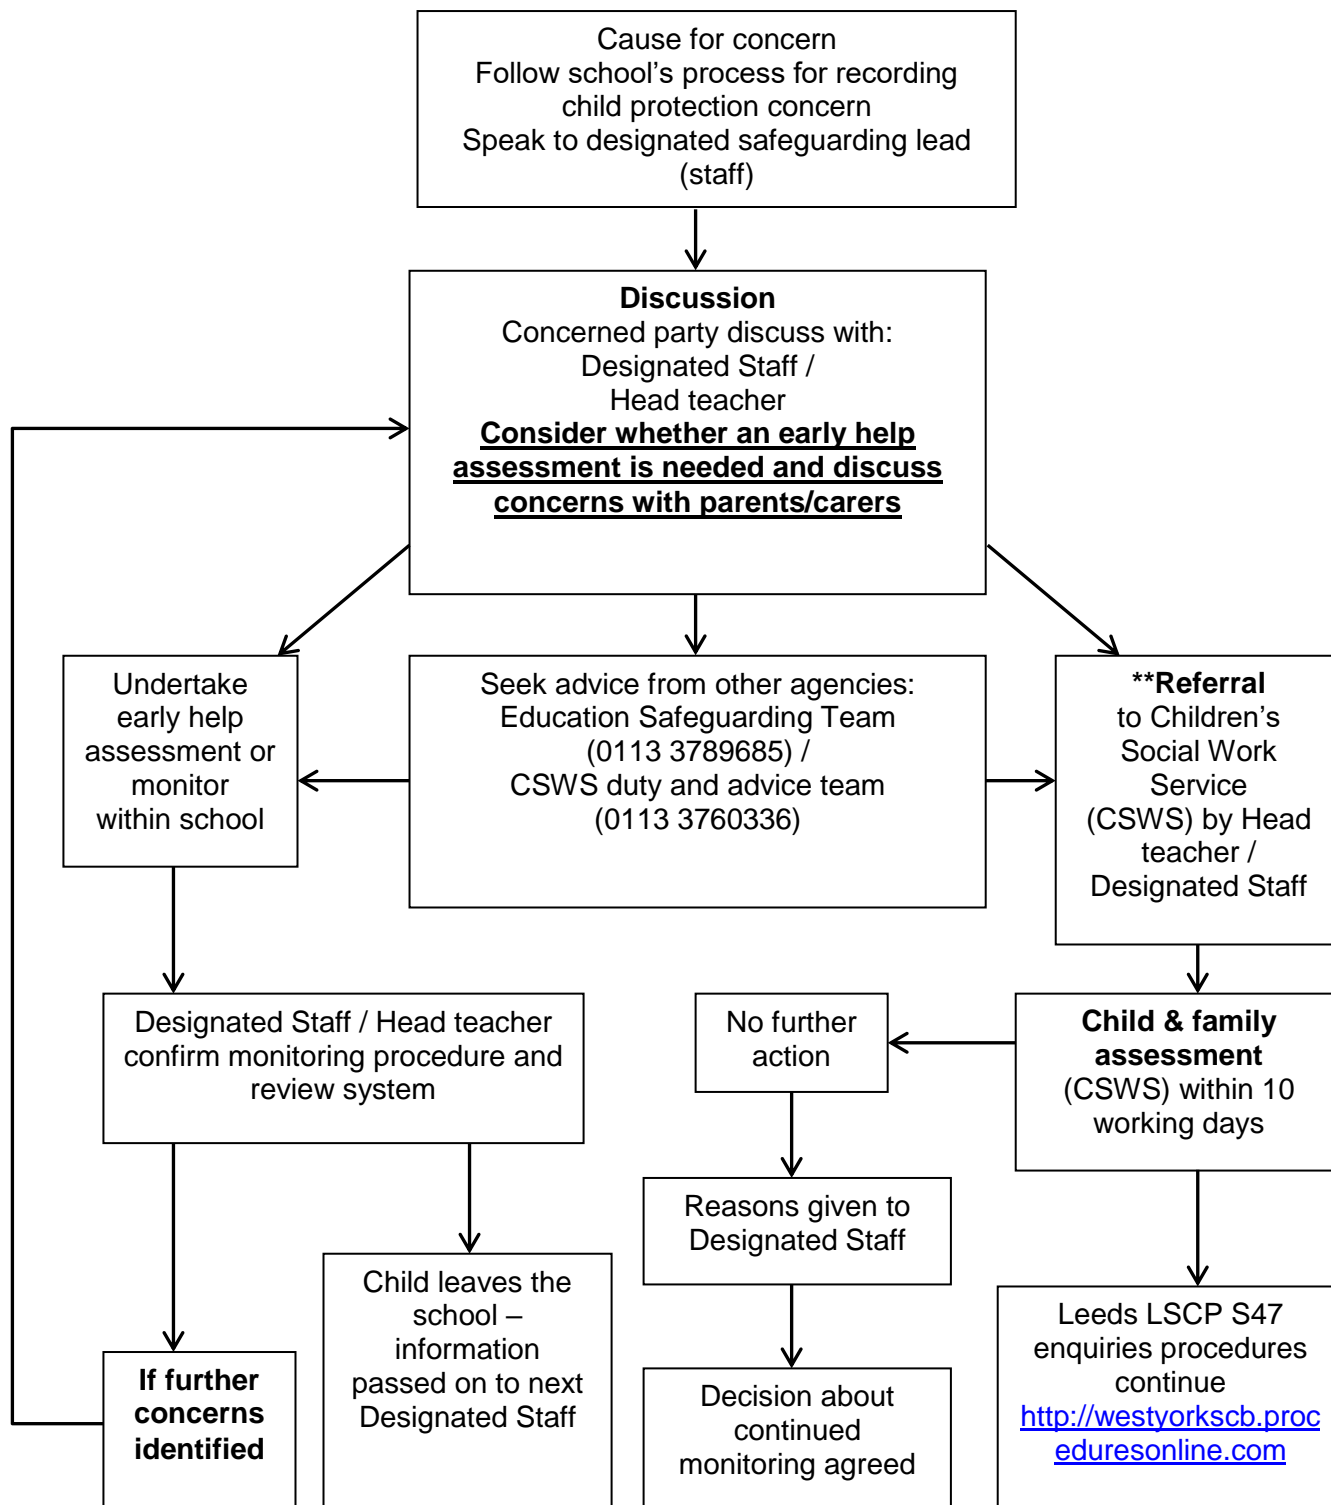 Cause for concern
Follow school’s process for recording
child protection concern
Speak to designated safeguarding lead
(staff)
Discussion
Concerned party discuss with:
Designated Staff /
Head teacher
Consider whether an early help
assessment is needed and discuss
concerns with parents/carers
Undertake
early help
assessment or
monitor
within school
Seek advice from other agencies:
Education Safeguarding Team
(0113 3789685) /
CSWS duty and advice team
(0113 3760336)
**Referral
to Children’s
Social Work
Service
(CSWS) by Head
teacher /
Designated Staff
Designated Staff / Head teacher
confirm monitoring procedure and
review system
No further
action
Child & family
assessment
(CSWS) within 10
working days
Reasons given to
Designated Staff
If further
concerns
identified
Child leaves the
school –
information
passed on to next
Designated Staff
Decision about
continued
monitoring agreed
Leeds LSCP S47
enquiries procedures
continue
http://westyorkscb.proc
eduresonline.com